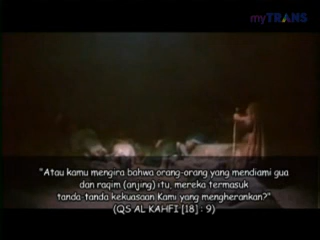 myTRANS
"Atau kamu mengira bahwa orang-orang yang mendiami gua
dan raqim (anjing) itu, mereka termasuk
tanda-tanda kekuasaan Kami yang mengherankan?"
(QS AL KAHFI [18] : 9)